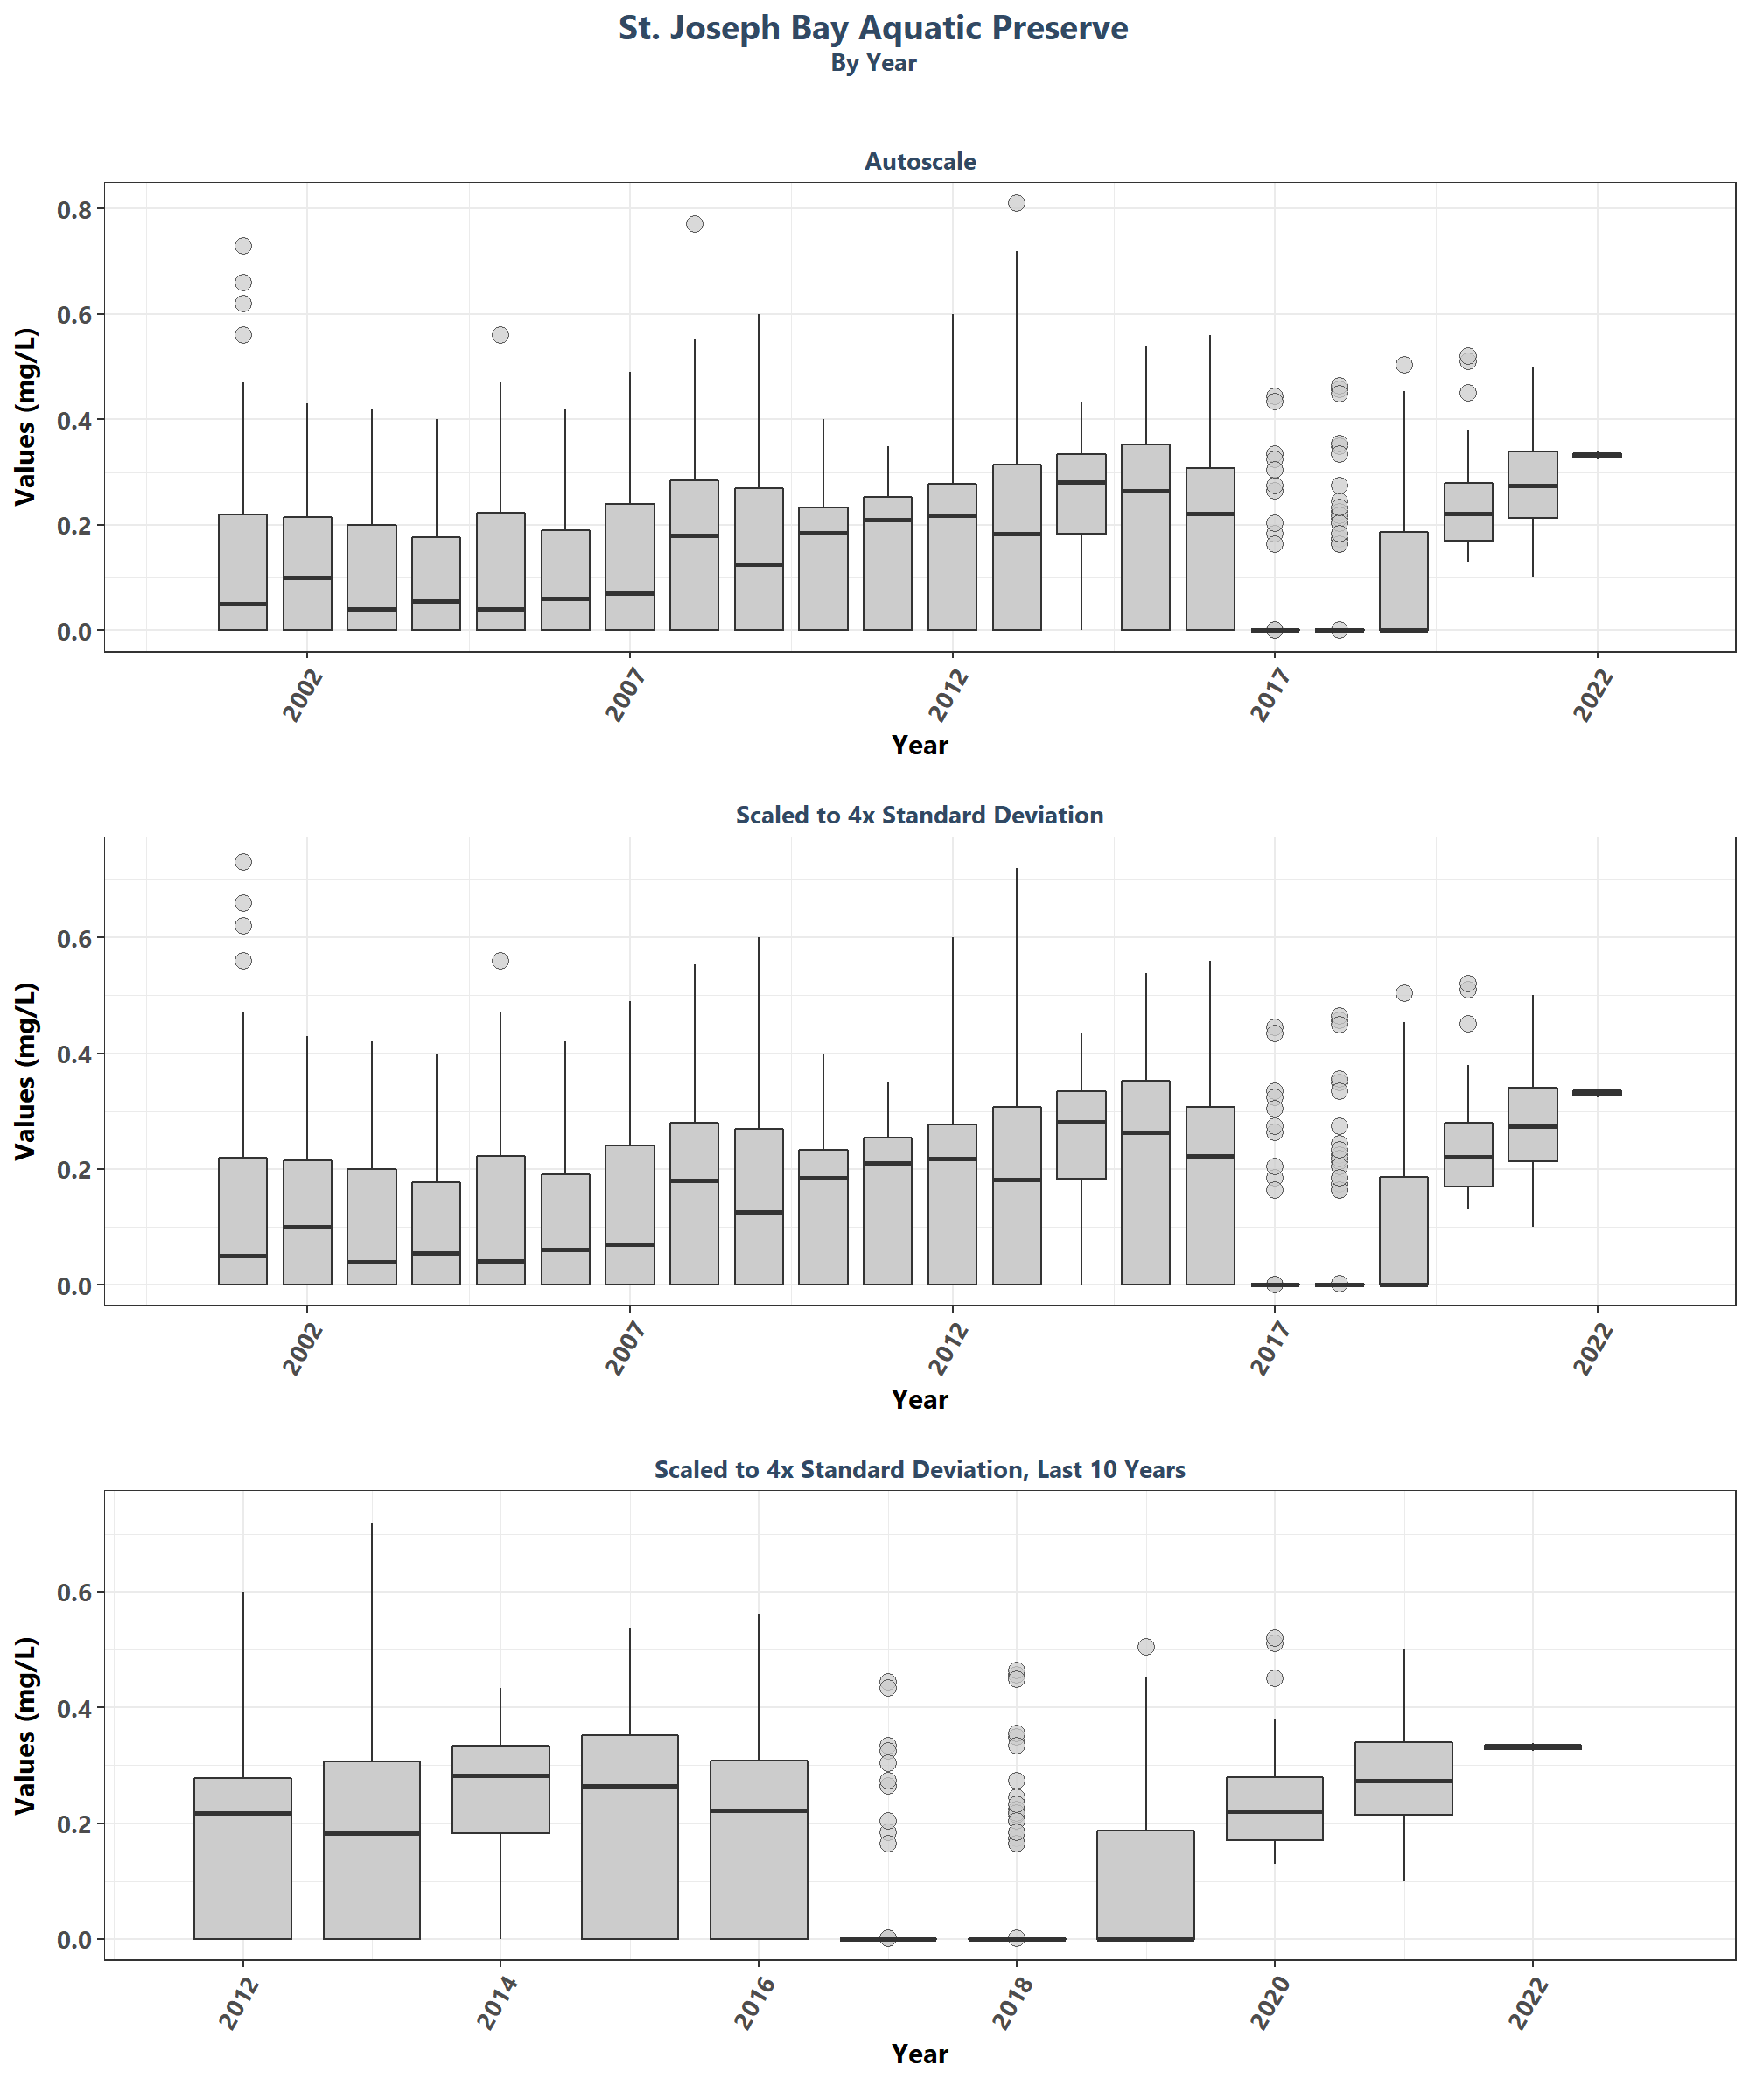 St. Joseph Bay Aquatic Preserve
By Year
Autoscale
Values (mg/L)
0.8
0.6
0.4
0.2
0.0
2002 2007 2012 2017 2022
Year
Scaled to 4x Standard Deviation
Values (mg/L)
0.6
0.4
0.2
0.0
2002 2007 2012 2017 2022
Year
Scaled to 4x Standard Deviation, Last 10 Years
Values (mg/L)
0.6
0.4
0.2
0.0
2012 2014 2016 2018 2020 2022
Year